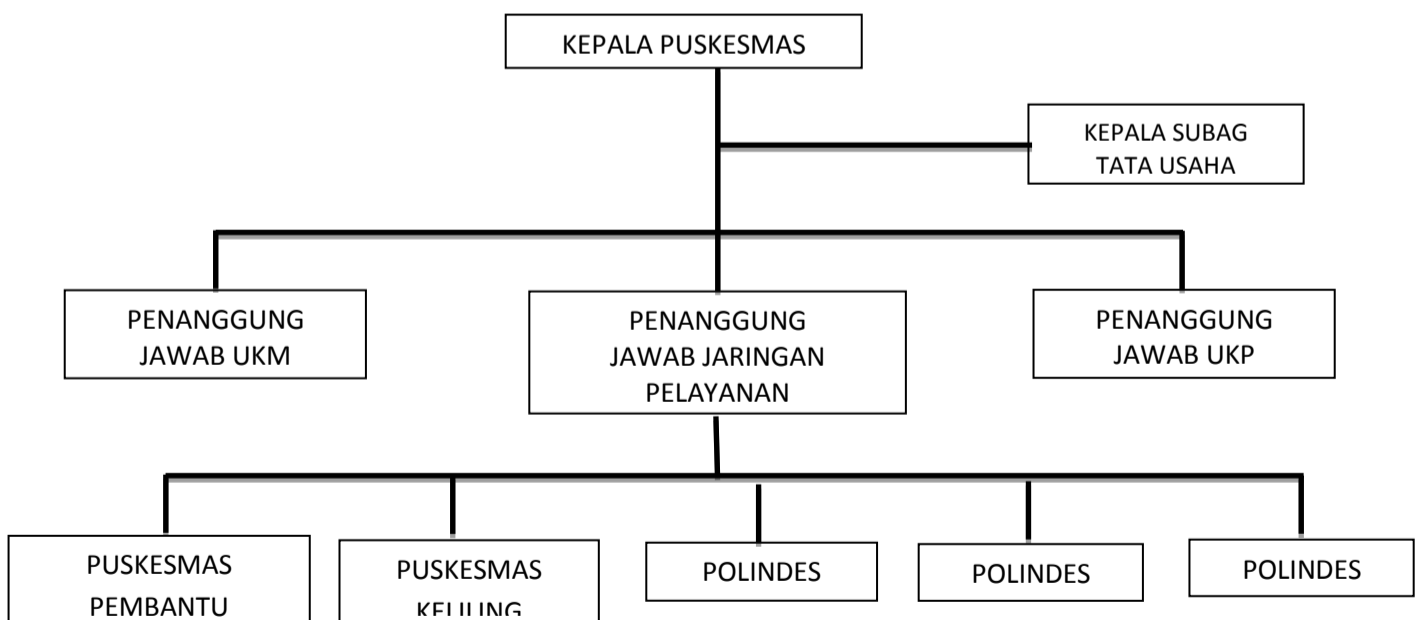 KEPALA PUSKESMAS
KEPALA SUBAG
TATA USAHA
PENANGGUNG
JAWAB UKM
PENANGGUNG
JAWAB JARINGAN
PELAYANAN
PENANGGUNG
JAWAB UKP
PUSKESMAS
PEMBANTU
PUSKESMAS
KELILING
POLINDES
POLINDES
POLINDES